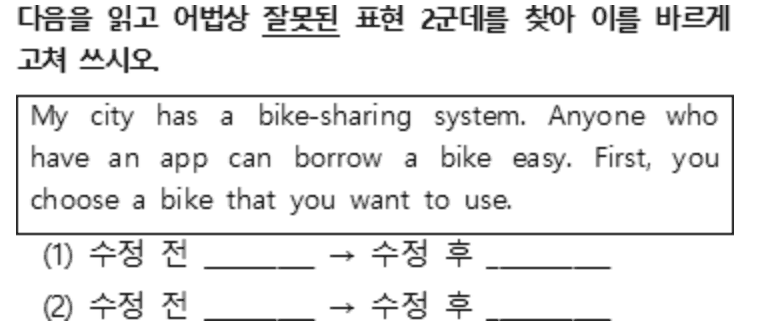 다음을 읽고 어법상 잘못된 표현 2군데를 찾아 이를 바르게
고쳐 쓰시오.
My city has a bike-sharing system. Anyone who
have an app can borrow a bike easy. First, you
choose a bike that you want to use.
(1) 수정 전 ________ → 수정 후 ________
(2) 수정 전 ________ → 수정 후 ________